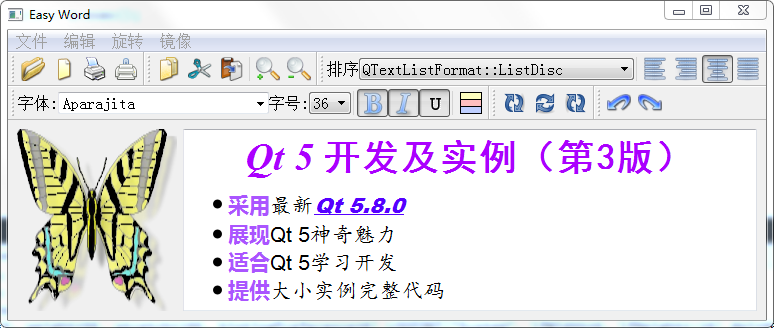 Easy Word
文件 编辑 旋转 镜像
排序 QTextListFormat::ListDisc
字体: Aparajita 字号: 36 B I U
Qt 5 开发及实例（第3版）
● 采用最新 Qt 5.8.0
● 展现Qt 5神奇魅力
● 适合Qt 5学习开发
● 提供大小实例完整代码